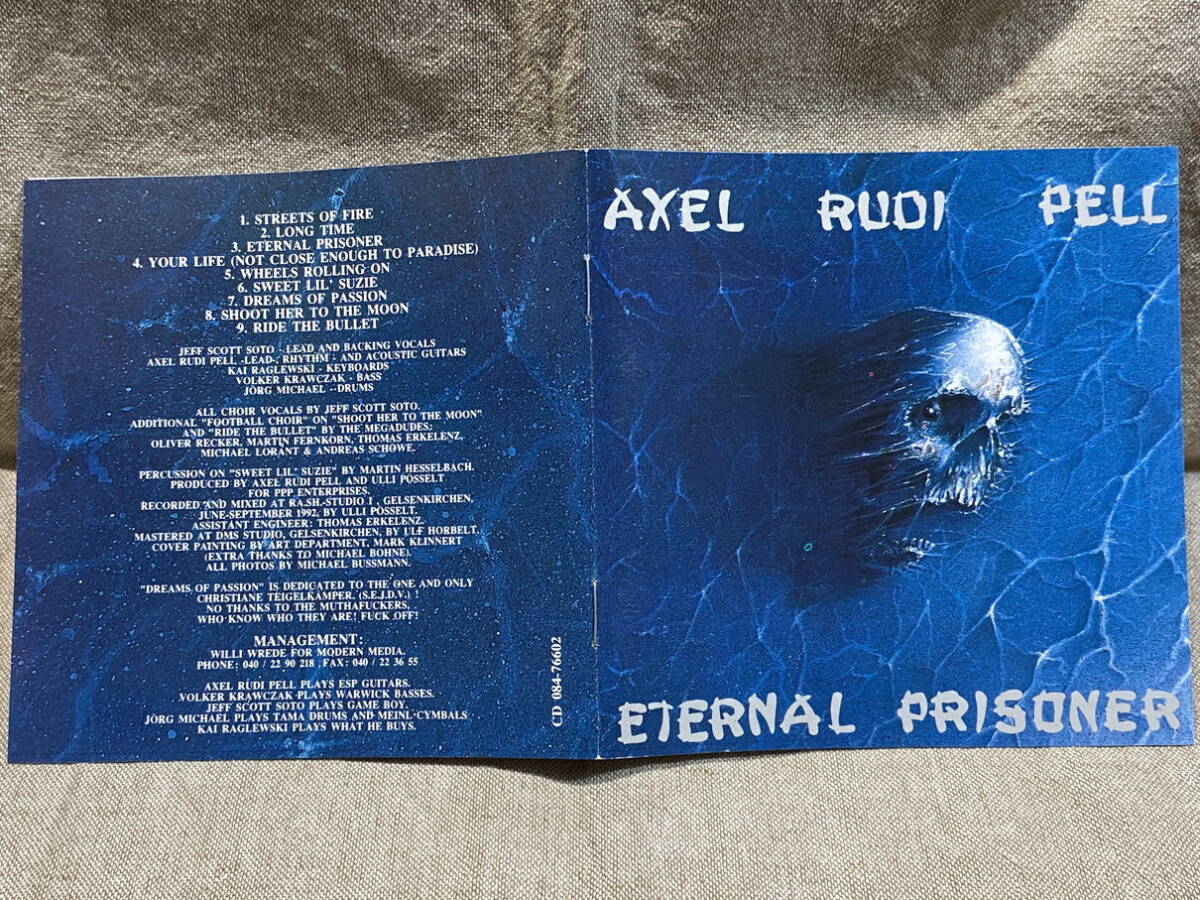 1. STREETS OF FIRE
2. LONG TIME
3. ETERNAL PRISONER
4. YOUR LIFE (NOT CLOSE ENOUGH TO PARADISE)
5. WHEELS ROLLING ON
6. SWEET LIL' SUZIE
7. DREAMS OF PASSION
8. SHOOT HER TO THE MOON
9. RIDE THE BULLET
JEFF SCOTT SOTO - LEAD AND BACKING VOCALS
AXEL RUDI PELL -LEAD-, RHYTHM - AND ACOUSTIC GUITARS
KAI RAGLEWSKI - KEYBOARDS
VOLKER KRAWCZAK - BASS
JÖRG MICHAEL - DRUMS
ALL CHOIR VOCALS BY JEFF SCOTT SOTO.
ADDITIONAL "FOOTBALL CHOIR" ON "SHOOT HER TO THE MOON"
AND "RIDE THE BULLET" BY THE MEGADUDES:
OLIVER RECKER, MARTIN FERNKORN, THOMAS ERKELENZ,
MICHAEL LORANT & ANDREAS SCHÖWE.
PERCUSSION ON "SWEET LIL' SUZIE" BY MARTIN HESSELBACH.
PRODUCED BY AXEL RUDI PELL AND ULLI PÖSSELT
FOR PPP ENTERPRISES.
RECORDED AND MIXED AT RA.SH.-STUDIO I , GELSENKIRCHEN,
JUNE-SEPTEMBER 1992, BY ULLI PÖSSELT.
ASSISTANT ENGINEER: THOMAS ERKELENZ.
MASTERED AT DMS STUDIO, GELSENKIRCHEN, BY ULF HORBELT.
COVER PAINTING BY ART DEPARTMENT, MARK KLINNERT
(EXTRA THANKS TO MICHAEL BOHNE).
ALL PHOTOS BY MICHAEL BUSSMANN.
"DREAMS OF PASSION" IS DEDICATED TO THE ONE AND ONLY
CHRISTIANE TEIGELKÄMPER. (S.E.J.D.V.) !
NO THANKS TO THE MUTHAFUCKERS,
WHO KNOW WHO THEY ARE! FUCK OFF!
MANAGEMENT:
WILLI WREDE FOR MODERN MEDIA.
PHONE: 040 / 22 90 218 , FAX: 040 / 22 36 55
AXEL RUDI PELL PLAYS ESP GUITARS.
VOLKER KRAWCZAK PLAYS WARWICK BASSES.
JEFF SCOTT SOTO PLAYS GAME BOY.
JÖRG MICHAEL PLAYS TAMA DRUMS AND MEINL CYMBALS
KAI RAGLEWSKI PLAYS WHAT HE BUYS.
CD 084-76602
AXEL RUDI PELL
ETERNAL PRISONER